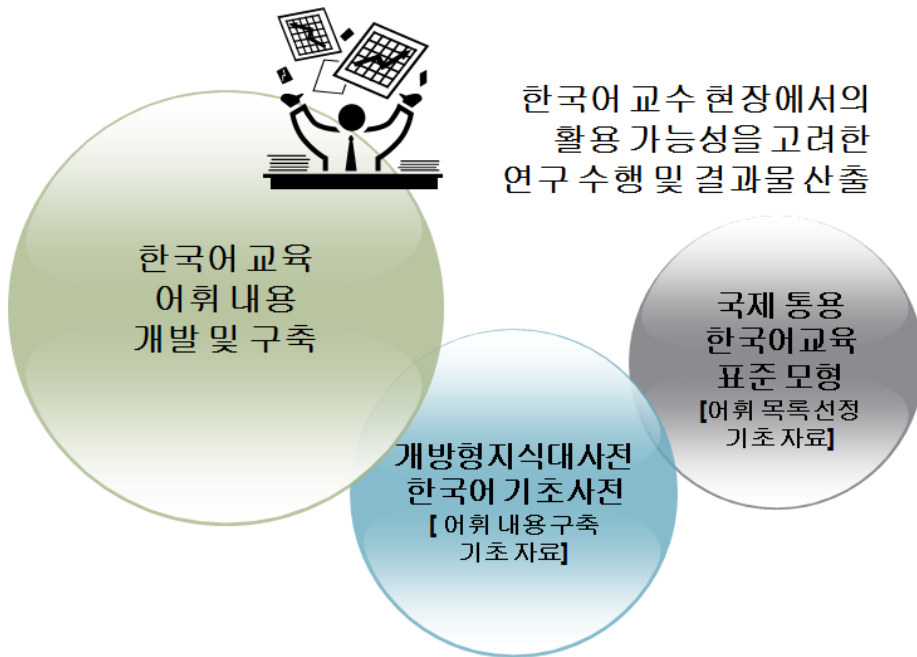 한국어 교수 현장에서의
활용 가능성을 고려한
연구 수행 및 결과물 산출
한국어 교육
어휘 내용
개발 및 구축
개방형지식대사전
한국어 기초사전
[ 어휘 내용 구축
기초 자료]
국제 통용
한국어교육
표준 모형
[어휘 목록 선정
기초 자료]